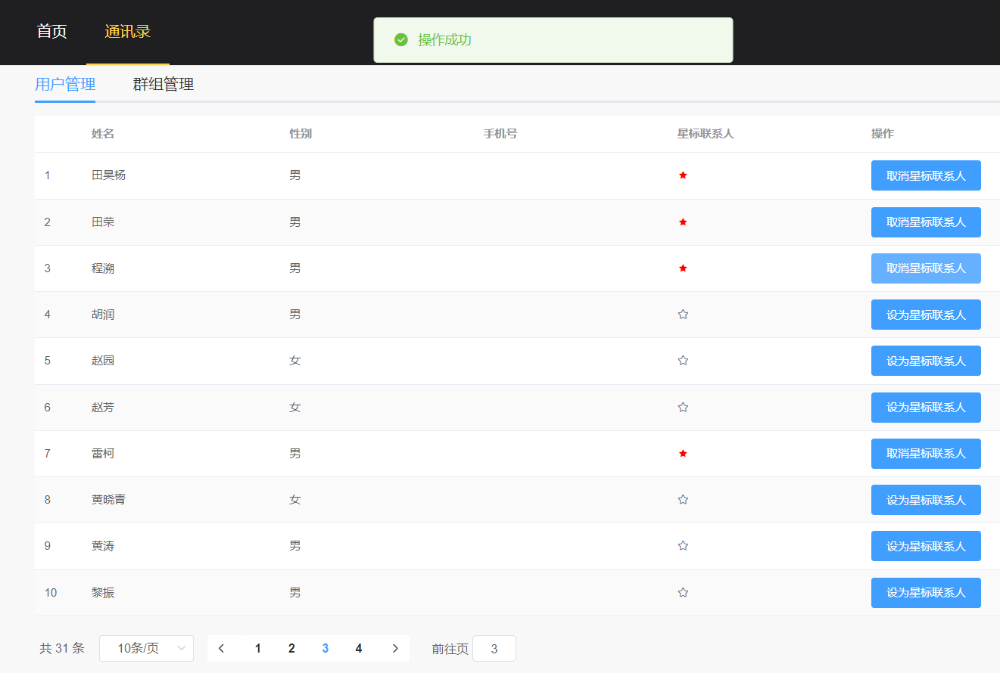 首页 通讯录
操作成功
用户管理 群组管理
姓名 性别 手机号 星标联系人 操作
1 田昊杨 男 取消星标联系人
2 田荣 男 取消星标联系人
3 程溯 男 取消星标联系人
4 胡润 男 设为星标联系人
5 赵园 女 设为星标联系人
6 赵芳 女 设为星标联系人
7 雷柯 男 取消星标联系人
8 黄晓青 女 设为星标联系人
9 黄涛 男 设为星标联系人
10 黎振 男 设为星标联系人
共 31 条 10条/页 1 2 3 4 前往页 3